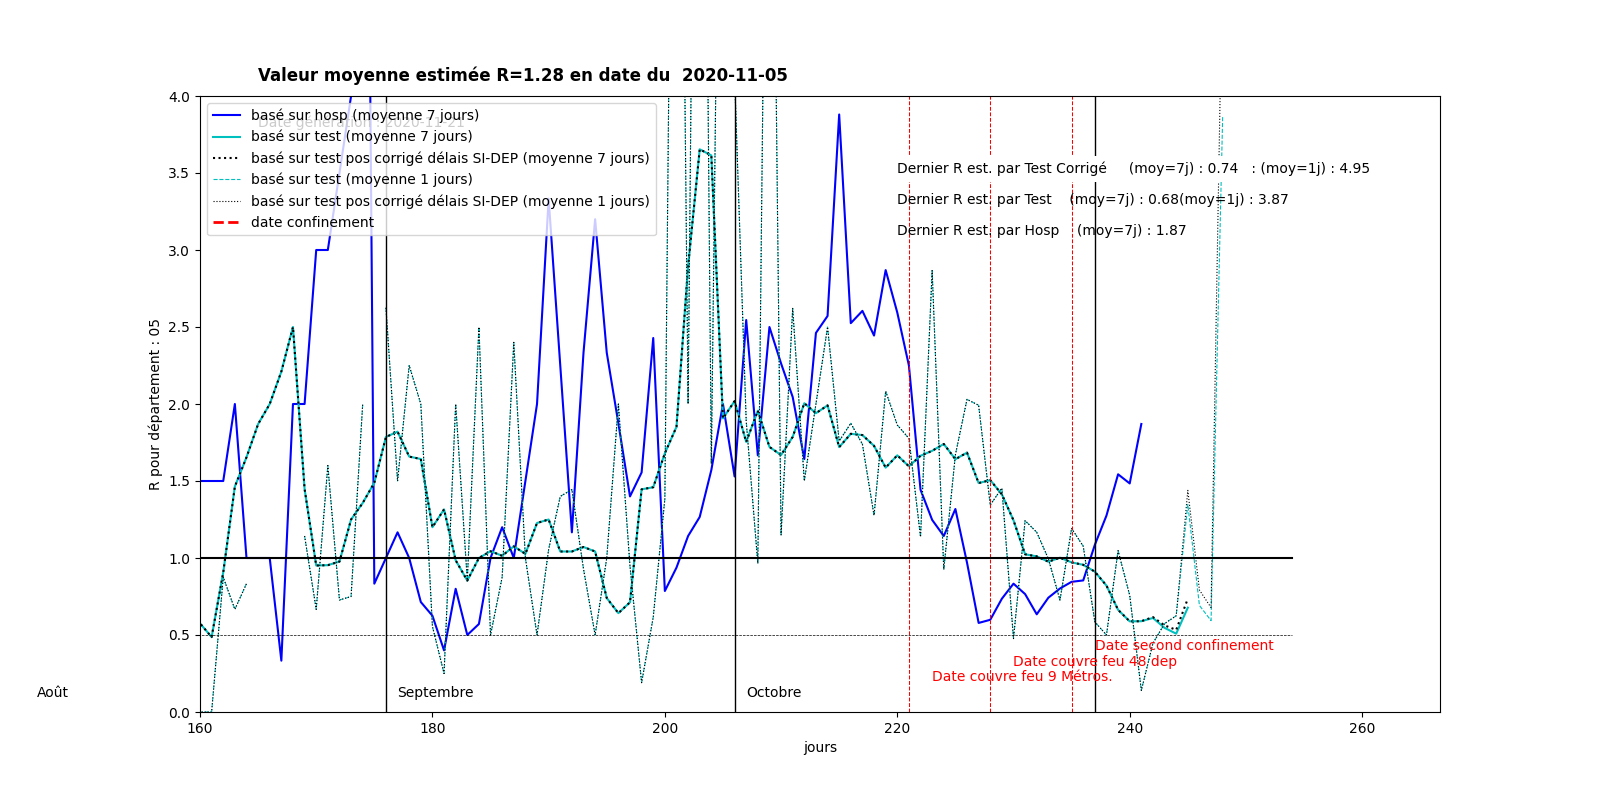 Valeur moyenne estimée R=1.28 en date du  2020-11-05
Date génération : 2020-11-21
basé sur hosp (moyenne 7 jours)
basé sur test (moyenne 7 jours)
basé sur test pos corrigé délais SI-DEP (moyenne 7 jours)
basé sur test (moyenne 1 jours)
basé sur test pos corrigé délais SI-DEP (moyenne 1 jours)
date confinement
Dernier R est. par Test Corrigé     (moy=7j) : 0.74   : (moy=1j) : 4.95
Dernier R est. par Test    (moy=7j) : 0.68(moy=1j) : 3.87
Dernier R est. par Hosp    (moy=7j) : 1.87
R pour département : 05
4.0
3.5
3.0
2.5
2.0
1.5
1.0
0.5
0.0
Date second confinement
Date couvre feu 48 dep
Date couvre feu 9 Métros.
Août
Septembre
Octobre
160
180
200
220
240
260
jours